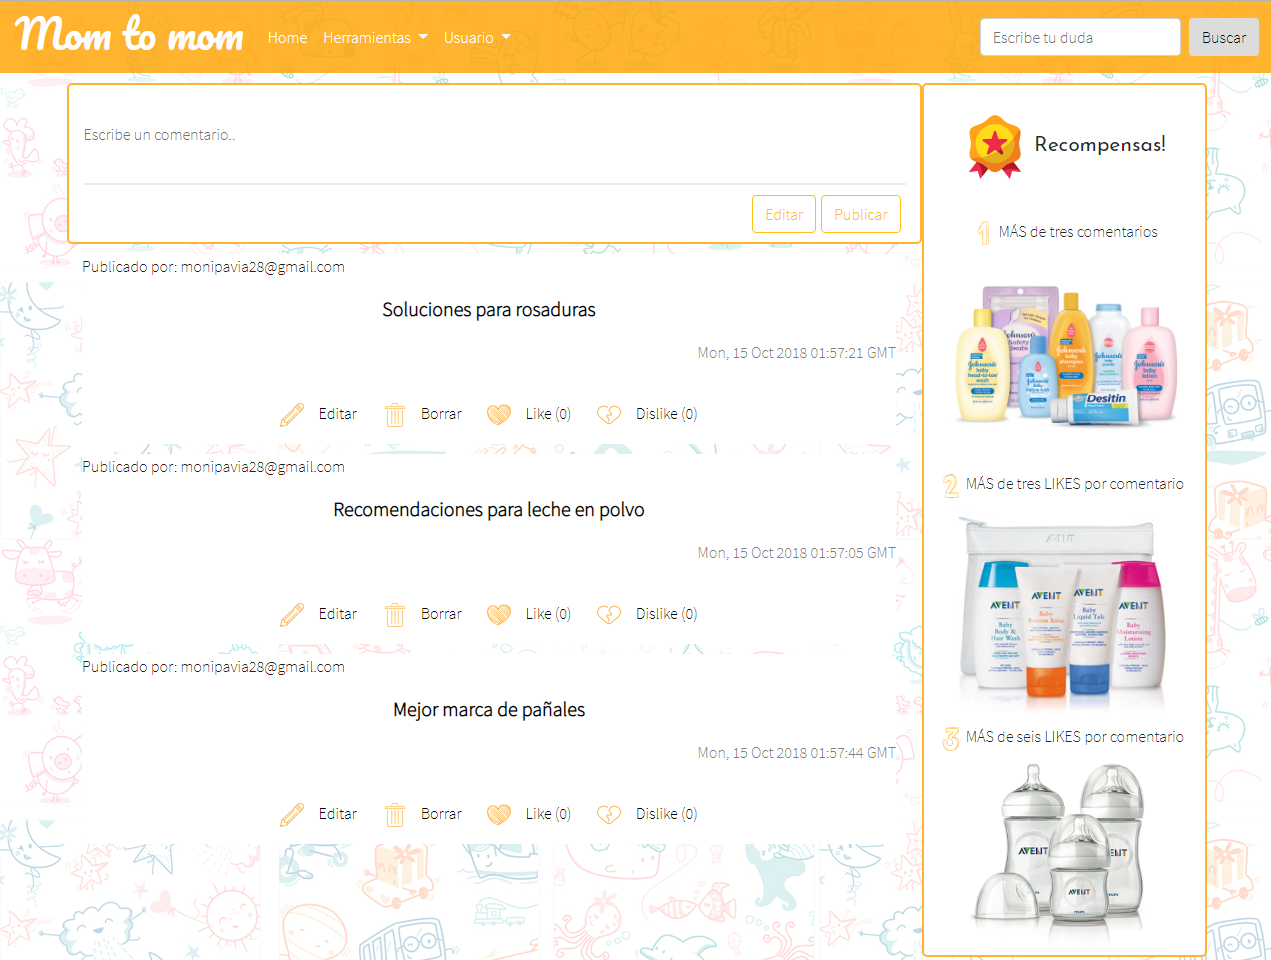 Mom to mom
Home
Herramientas
Usuario
Escribe tu duda
Buscar
Escribe un comentario..
Editar
Publicar
Publicado por: monipavia28@gmail.com
Soluciones para rosaduras
Mon, 15 Oct 2018 01:57:21 GMT
Editar
Borrar
Like (0)
Dislike (0)
Publicado por: monipavia28@gmail.com
Recomendaciones para leche en polvo
Mon, 15 Oct 2018 01:57:05 GMT
Editar
Borrar
Like (0)
Dislike (0)
Publicado por: monipavia28@gmail.com
Mejor marca de pañales
Mon, 15 Oct 2018 01:57:44 GMT
Editar
Borrar
Like (0)
Dislike (0)
Recompensas!
1 MÁS de tres comentarios
Johnson's
Safety
Swabs
Johnson's
baby
head-to-toe
wash
Johnson's
baby
Johnson's
baby shampoo
Johnson's
baby
Johnson's
baby
lotion
Desitin
2 MÁS de tres LIKES por comentario
AVENT
AVENT
Baby
Body &
Hair Wash
AVENT
Baby
Bottom Balm
AVENT
Baby
Liquid Talc
AVENT
Baby
Moisturising
Lotion
3 MÁS de seis LIKES por comentario
AVENT
AVENT
AVENT